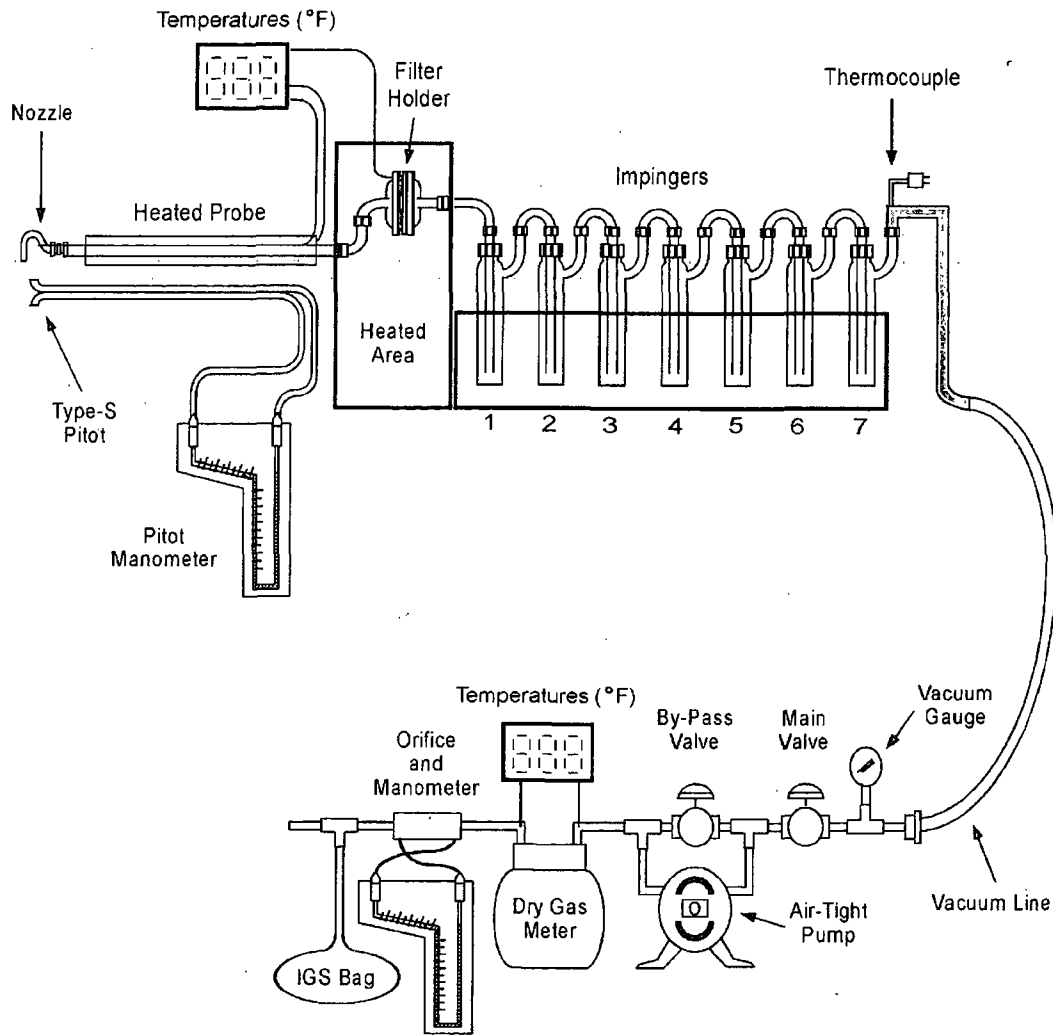 Temperatures (°F)
Filter
Holder
Thermocouple
Nozzle
Impingers
Heated Probe
Heated
Area
Type-S
Pitot
1 2 3 4 5 6 7
Pitot
Manometer
Temperatures (°F)
Vacuum
Gauge
By-Pass
Valve
Main
Valve
Orifice
and
Manometer
Dry Gas
Meter
Air-Tight
Pump
Vacuum Line
IGS Bag